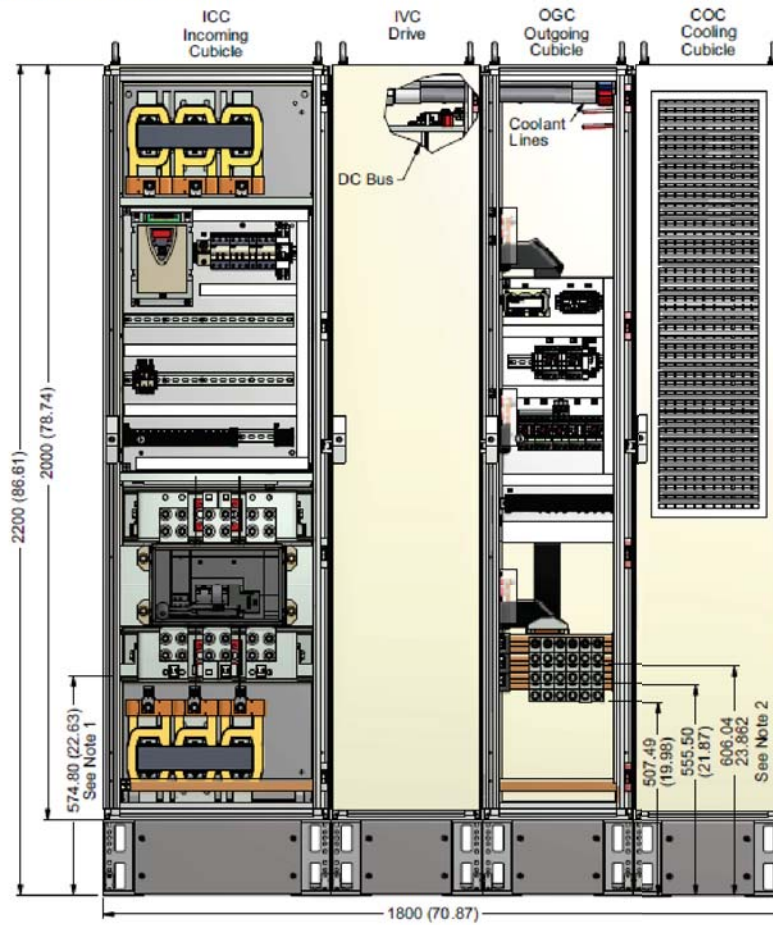 ICC
Incoming
Cubicle
IVC
Drive
OGC
Outgoing
Cubicle
COC
Cooling
Cubicle
Coolant
Lines
DC Bus
2200 (86.61)
2000 (78.74)
574.80 (22.63)
See Note 1
507.49
(19.98)
555.50
(21.87)
606.04
23.862
See Note 2
1800 (70.87)